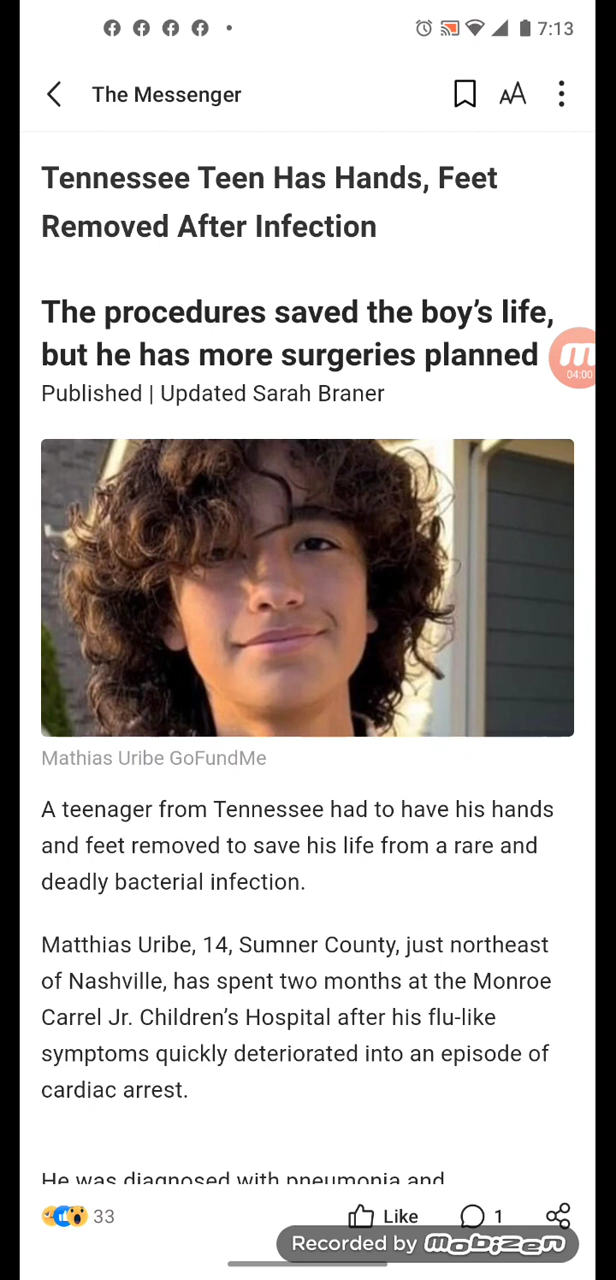 7:13
The Messenger
AA
Tennessee Teen Has Hands, Feet
Removed After Infection
The procedures saved the boy's life,
but he has more surgeries planned
04:00
Published | Updated Sarah Braner
Mathias Uribe GoFundMe
A teenager from Tennessee had to have his hands
and feet removed to save his life from a rare and
deadly bacterial infection.
Matthias Uribe, 14, Sumner County, just northeast
of Nashville, has spent two months at the Monroe
Carrel Jr. Children's Hospital after his flu-like
symptoms quickly deteriorated into an episode of
cardiac arrest.
He was diagnosed with pneumonia and
33
Like
1
Recorded by Mobizen